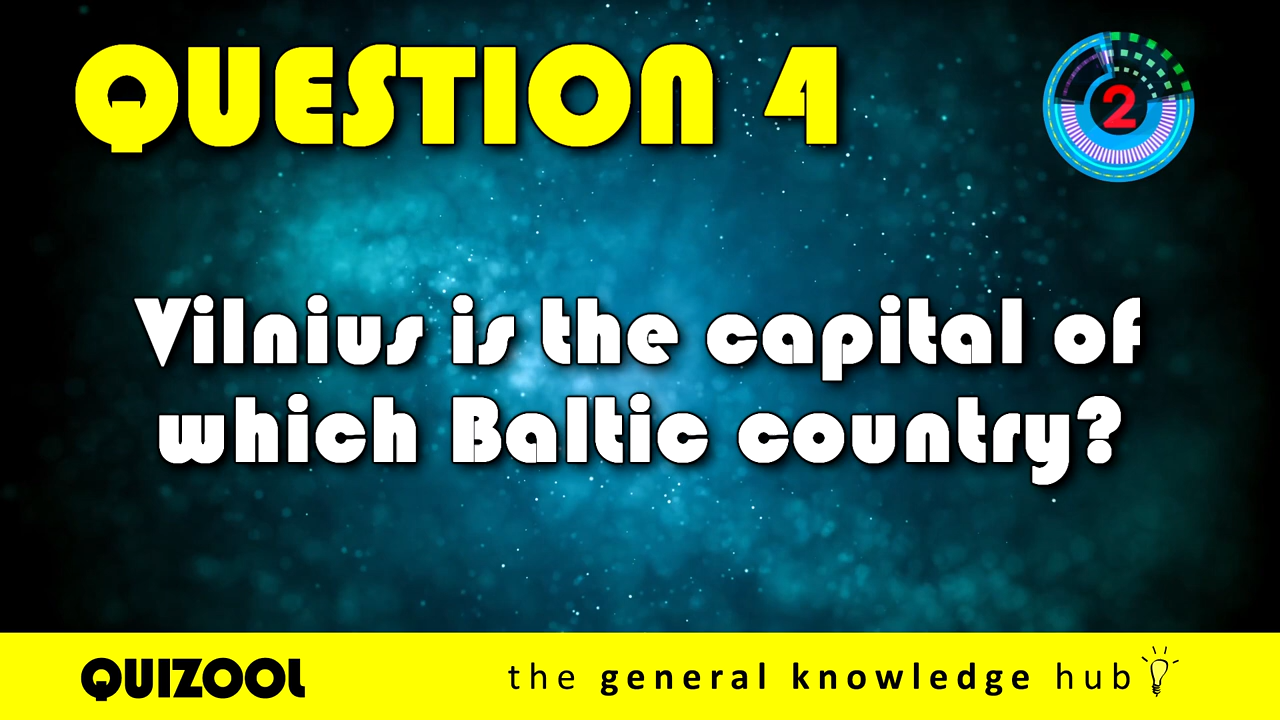 QUESTION 4
2
Vilnius is the capital of
which Baltic country?
QUIZOOL
the general knowledge hub